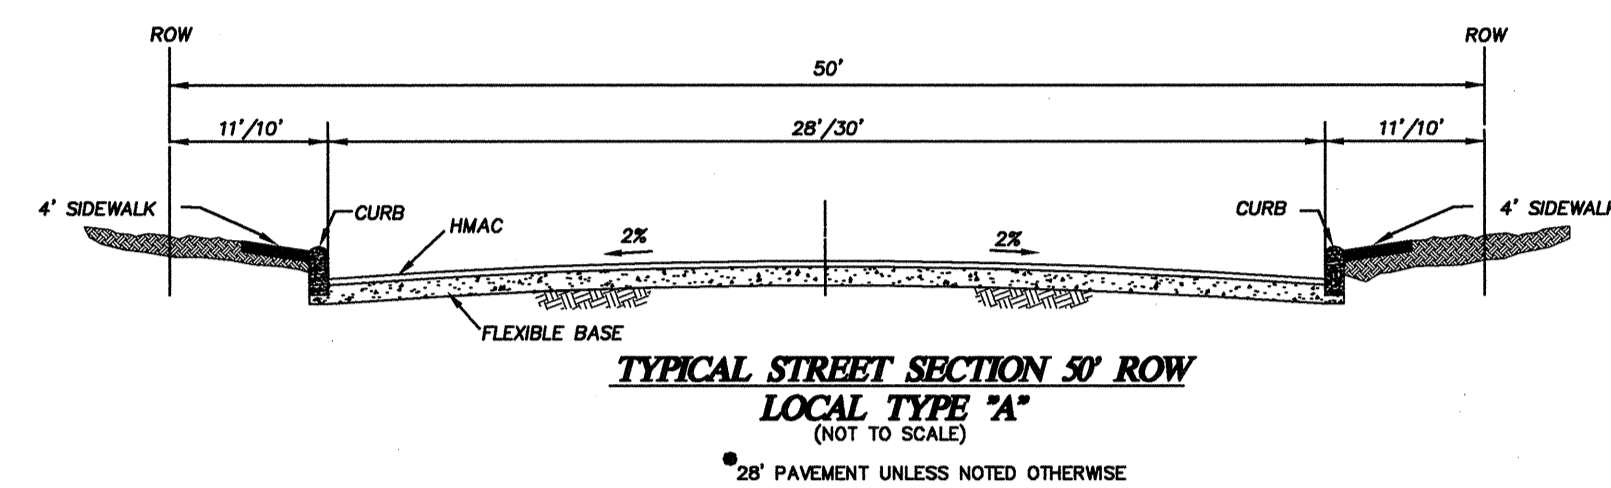 ROW
ROW
50'
11'/10'
28'/30'
11'/10'
4' SIDEWALK
CURB
HMAC
2%
2%
CURB
4' SIDEWALK
FLEXIBLE BASE
TYPICAL STREET SECTION 50' ROW
LOCAL TYPE "A"
(NOT TO SCALE)
28' PAVEMENT UNLESS NOTED OTHERWISE